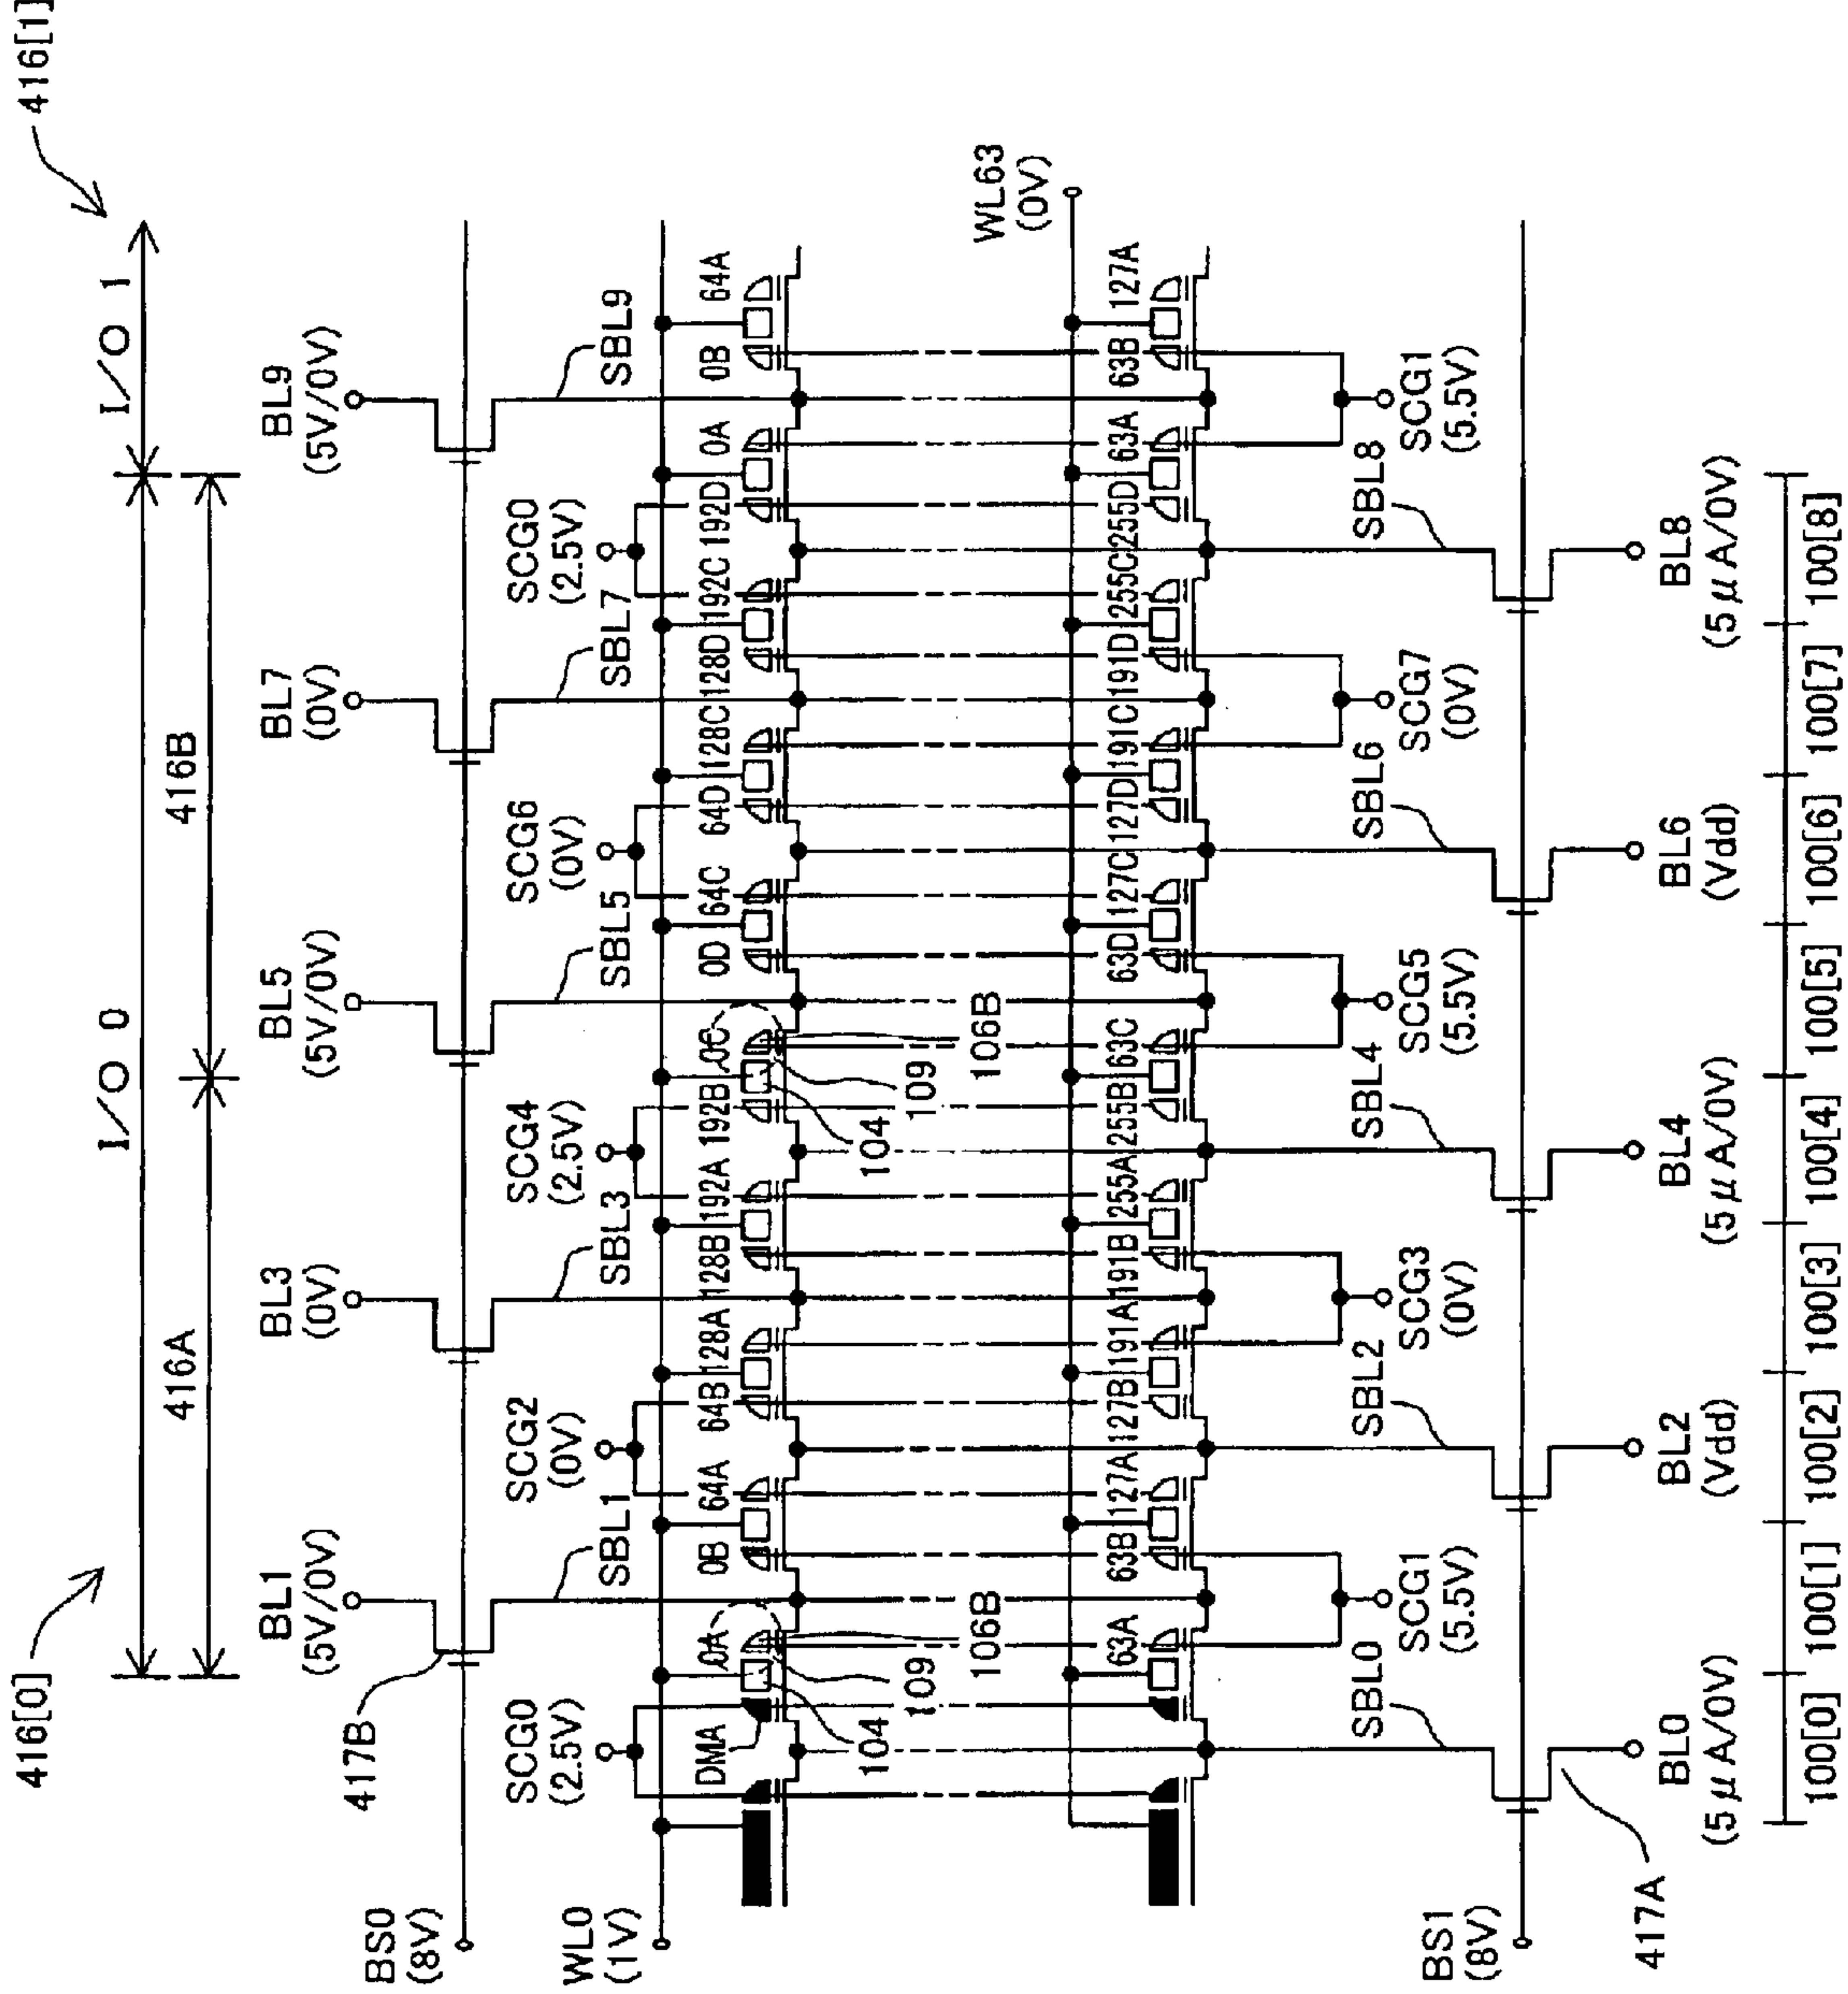 416[0]
416[1]
I/O 0
I/O 1
416A
416B
BL1
(5V/0V)
BL3
(0V)
BL5
(5V/0V)
BL7
(0V)
BL9
(5V/0V)
417B
BS0
(8V)
SCG0
(2.5V)
SBL1
SCG2
(0V)
SBL3
SCG4
(2.5V)
SBL5
SCG6
(0V)
SBL7
SCG0
(2.5V)
SBL9
WL0
(1V)
DMA
0A
0B
64A
64B
128A
128B
192A
192B
0C
0D
64C
64D
128C
128D
192C
192D
0A
0B
64A
104
109
106B
104
109
106B
WL63
(0V)
63A
63B
127A
127B
191A
191B
255A
255B
63C
63D
127C
127D
191C
191D
255C
255D
63A
63B
127A
SBL0
SCG1
(5.5V)
SBL2
SCG3
(0V)
SBL4
SCG5
(5.5V)
SBL6
SCG7
(0V)
SBL8
SCG1
(5.5V)
BS1
(8V)
417A
BL0
(5μA/0V)
BL2
(Vdd)
BL4
(5μA/0V)
BL6
(Vdd)
BL8
(5μA/0V)
100[0]
100[1]
100[2]
100[3]
100[4]
100[5]
100[6]
100[7]
100[8]